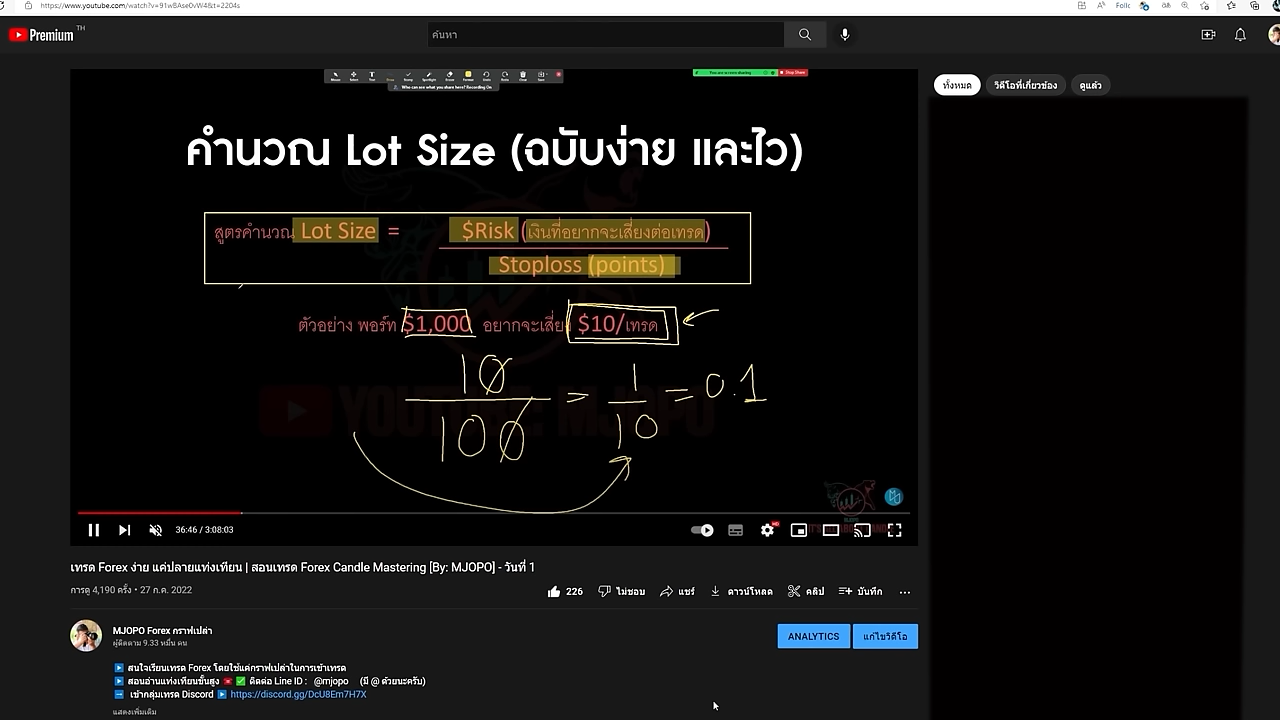 https://www.youtube.com/watch?v=91wBAse0vW4&t=2204s
Premium TH
ค้นหา
You are screen sharing
Stop Share
Who can see what you share here? Recording On
คำนวณ Lot Size (ฉบับง่าย และไว)
สูตรคำนวณ Lot Size = $Risk (เงินที่อยากจะเสี่ยงต่อเทรด)
Stoploss (points)
ตัวอย่าง พอร์ท $1,000 อยากจะเสี่ยง $10/เทรด
10
100
= 1
10
= 0.1
YOUTUBE: MJOPO
36:46 / 3:08:03
ทั้งหมด
วิดีโอที่เกี่ยวข้อง
ดูแล้ว
เทรด Forex ง่าย แค่ปลายแท่งเทียน | สอนเทรด Forex Candle Mastering [By: MJOPO] - วันที่ 1
การดู 4,190 ครั้ง • 27 ก.ค. 2022
226
ไม่ชอบ
แชร์
ดาวน์โหลด
คลิป
บันทึก
MJOPO Forex กราฟเปล่า
ผู้ติดตาม 9.33 หมื่น คน
ANALYTICS
แก้ไขวิดีโอ
สนใจเรียนเทรด Forex โดยใช้แค่กราฟเปล่าในการเข้าเทรด
สอนอ่านแท่งเทียนขั้นสูง ติดต่อ Line ID : @mjopo (มี @ ด้วยนะครับ)
เข้ากลุ่มเทรด Discord https://discord.gg/DcU8Em7H7X
แสดงเพิ่มเติม